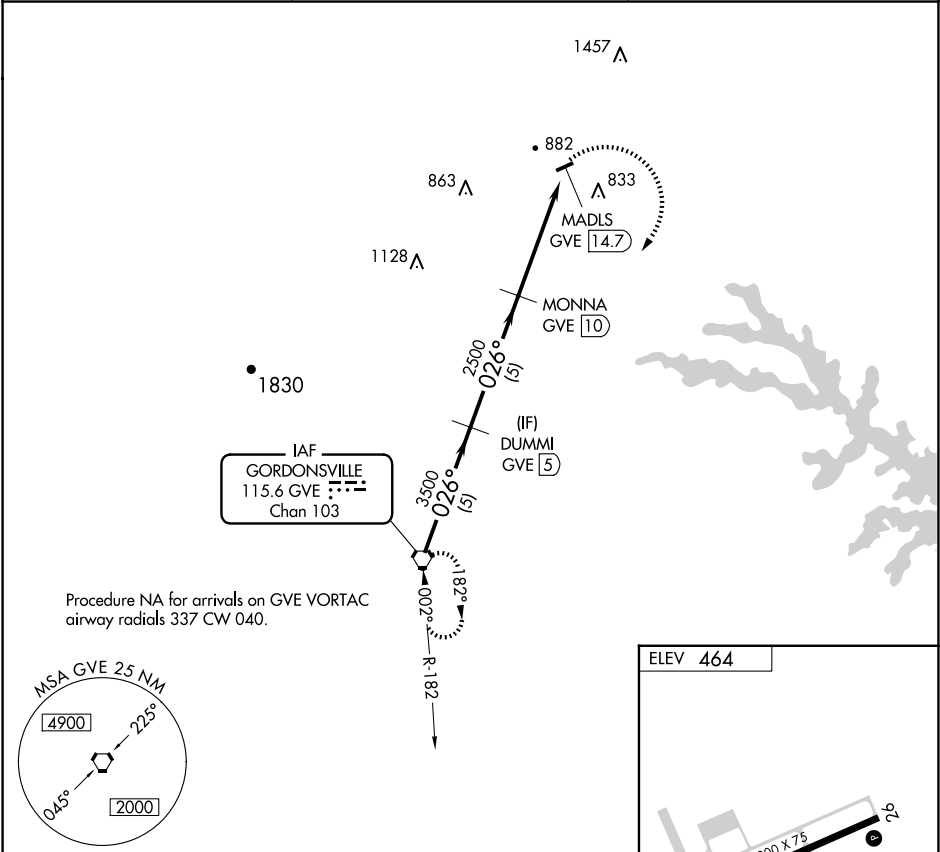 1457
882
863
833
MADLS
GVE 14.7
1128
MONNA
GVE 10
2500
026°
(5)
1830
(IF)
DUMMI
GVE 5
IAF
GORDONSVILLE
115.6 GVE
Chan 103
3500
026°
(5)
182°
002°
R-182
Procedure NA for arrivals on GVE VORTAC
airway radials 337 CW 040.
MSA GVE 25 NM
4900
225°
045°
2000
ELEV 464
26
X 75
P